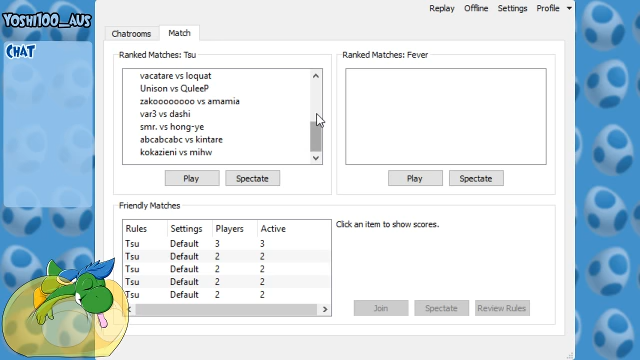 Yoshi100_Aus
Chat
Replay Offline Settings Profile
Chatrooms Match
Ranked Matches: Tsu
vacatare vs loquat
Unison vs QuleeP
zakoooooooo vs amamia
var3 vs dashi
smr. vs hong-ye
abcabcabc vs kintare
kokazieni vs mihw
Play Spectate
Ranked Matches: Fever
Play Spectate
Friendly Matches
Rules Settings Players Active
Tsu Default 3 3
Tsu Default 2 2
Tsu Default 2 2
Tsu Default 2 2
Tsu Default 2 2
Click an item to show scores.
Join Spectate Review Rules